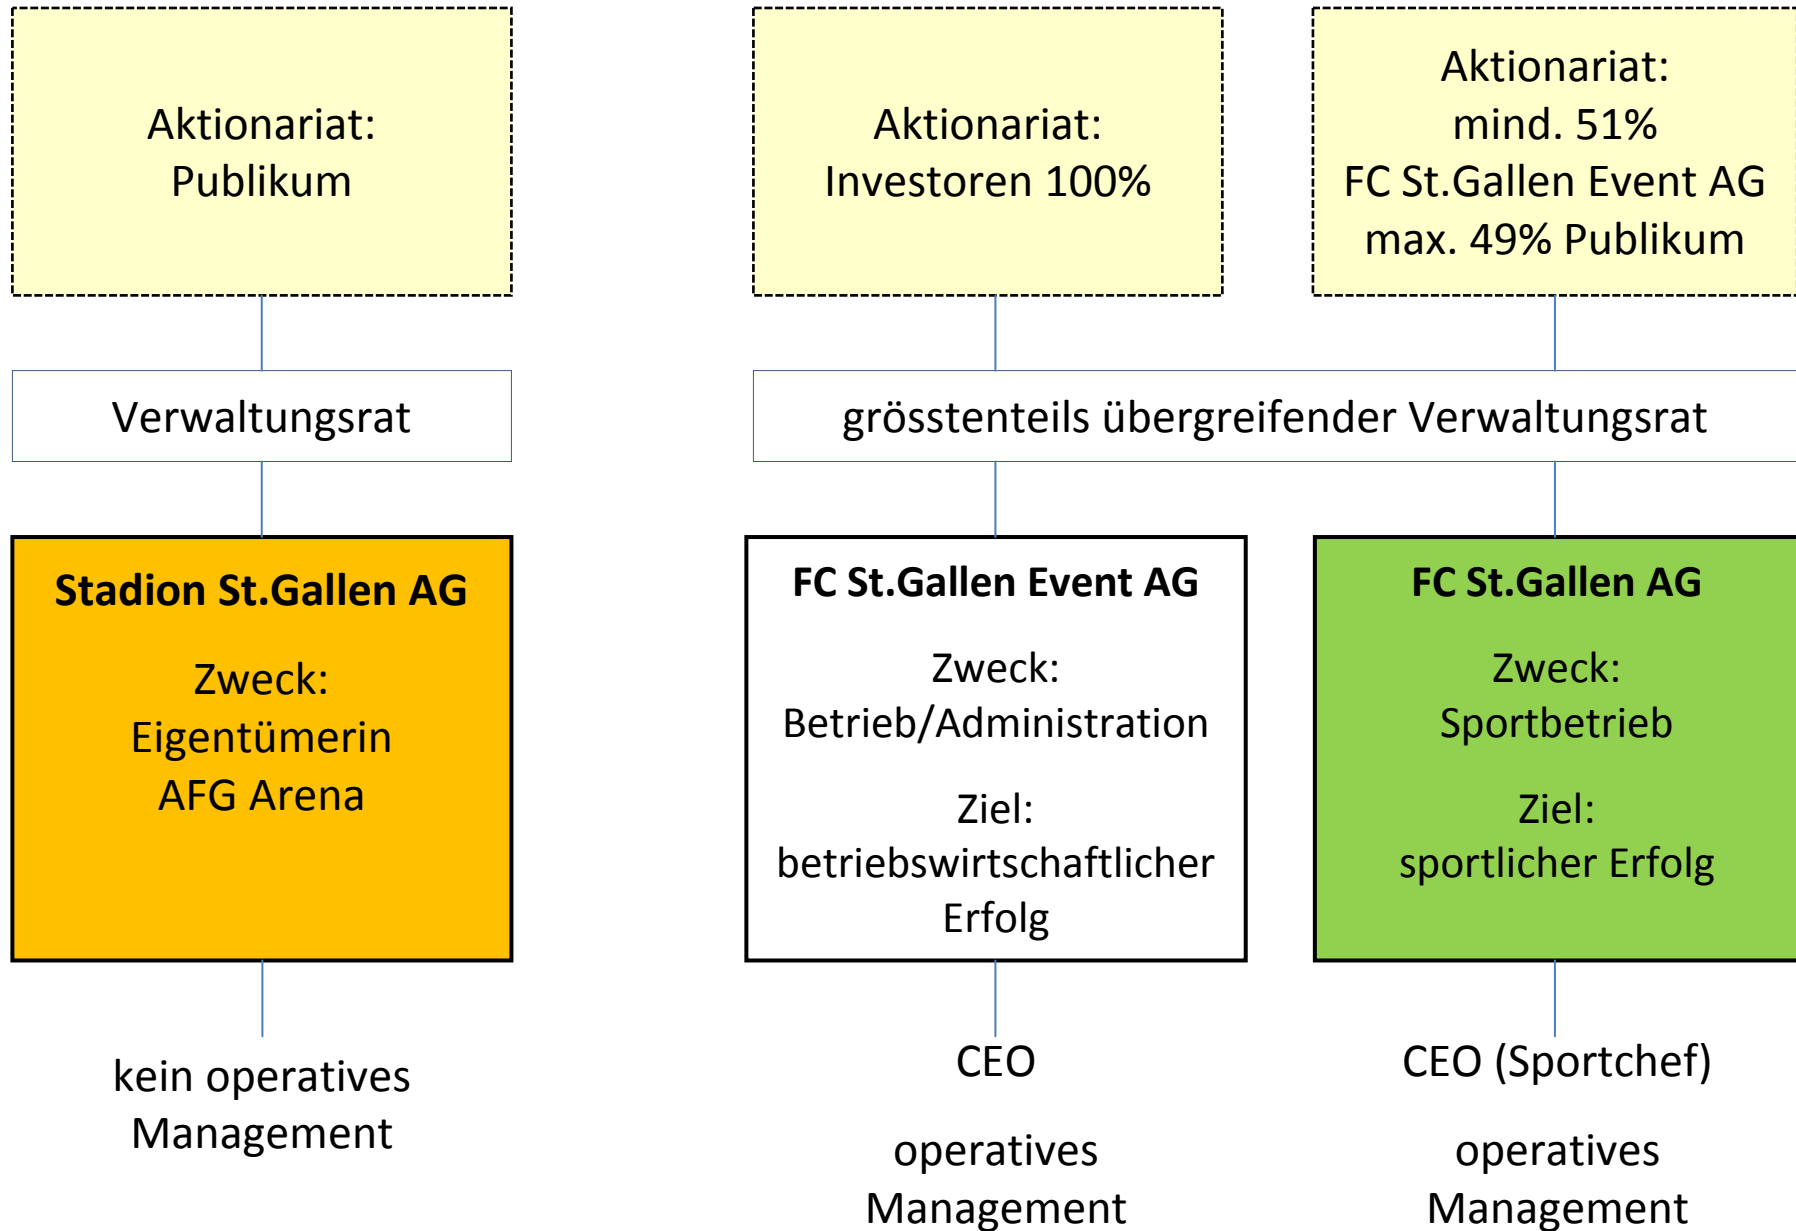 Aktionariat:
Publikum
Aktionariat:
Investoren 100%
Aktionariat:
mind. 51%
FC St.Gallen Event AG
max. 49% Publikum
Verwaltungsrat
grösstenteils übergreifender Verwaltungsrat
Stadion St.Gallen AG
Zweck:
Eigentümerin
AFG Arena
FC St.Gallen Event AG
Zweck:
Betrieb/Administration
Ziel:
betriebswirtschaftlicher
Erfolg
FC St.Gallen AG
Zweck:
Sportbetrieb
Ziel:
sportlicher Erfolg
kein operatives
Management
CEO
operatives
Management
CEO (Sportchef)
operatives
Management